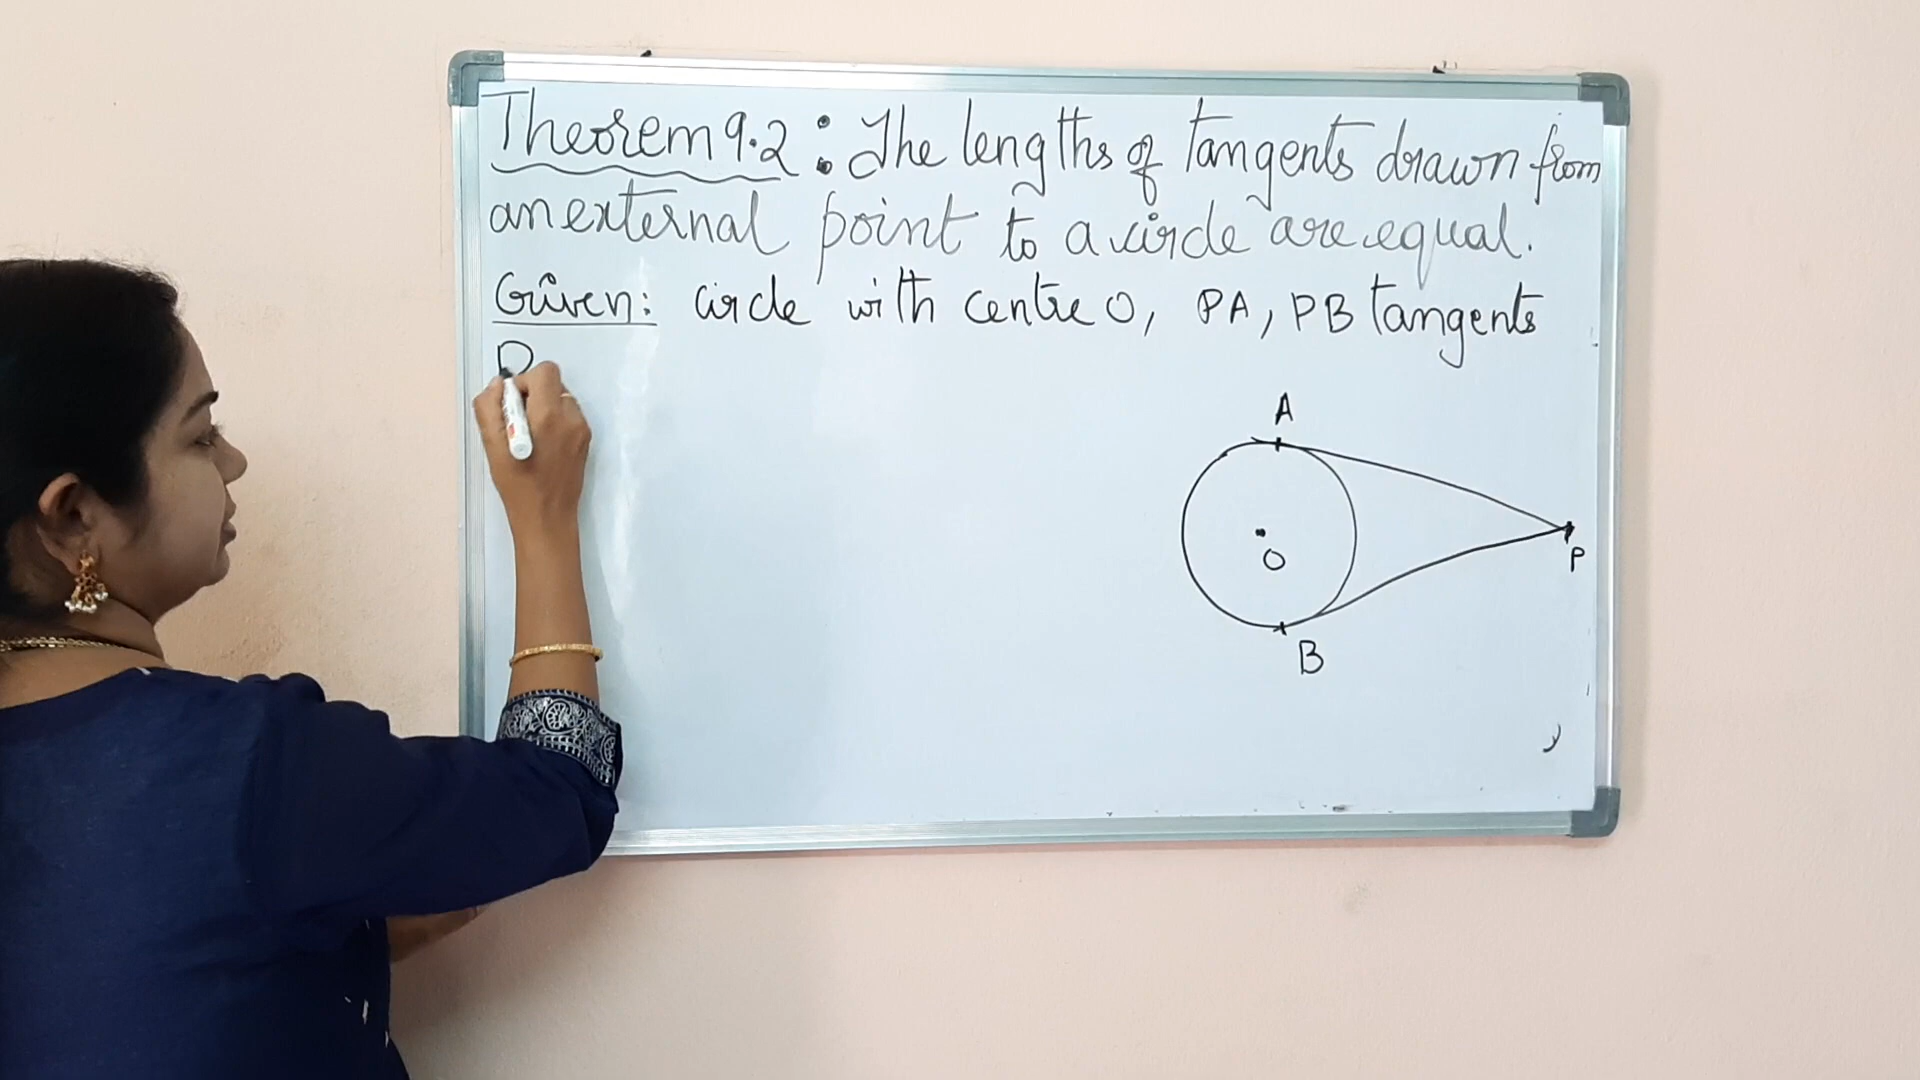 Theorem 9.2 : The lengths of tangents drawn from
an external point to a circle are equal.
Given: circle with centre O, PA, PB tangents
P
A
O
P
B